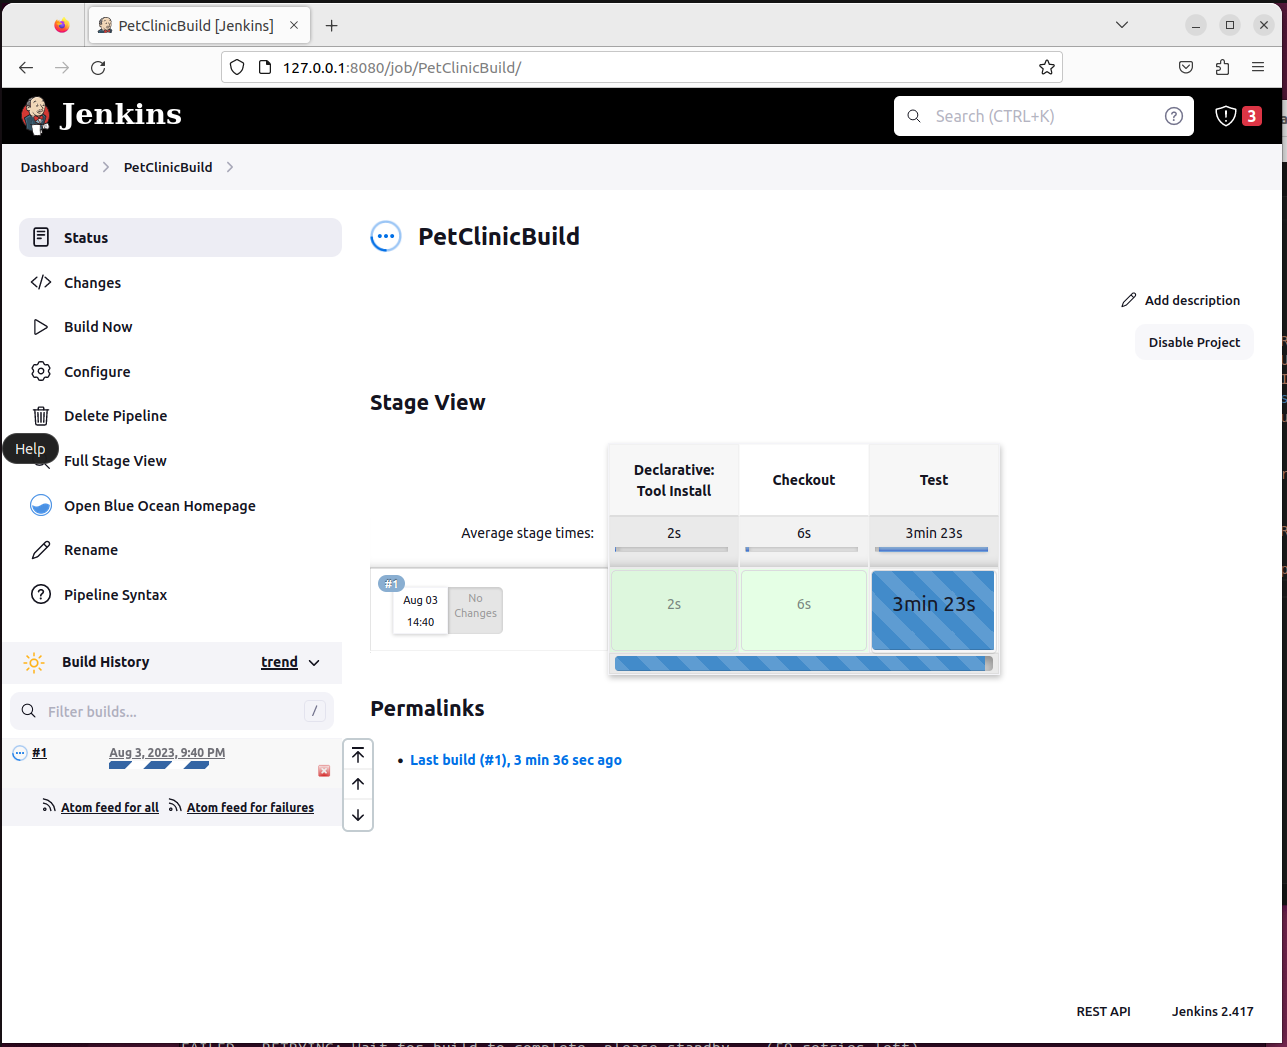 PetClinicBuild [Jenkins]
127.0.0.1:8080/job/PetClinicBuild/
Jenkins
Search (CTRL+K)
3
Dashboard
PetClinicBuild
Status
Changes
Build Now
Configure
Delete Pipeline
Help
Full Stage View
Open Blue Ocean Homepage
Rename
Pipeline Syntax
Build History
trend
Filter builds...
/
#1
Aug 3, 2023, 9:40 PM
Atom feed for all
Atom feed for failures
PetClinicBuild
Add description
Disable Project
Stage View
Declarative:
Tool Install
Checkout
Test
Average stage times:
2s
6s
3min 23s
#1
Aug 03
14:40
No
Changes
2s
6s
3min 23s
Permalinks
Last build (#1), 3 min 36 sec ago
REST API
Jenkins 2.417